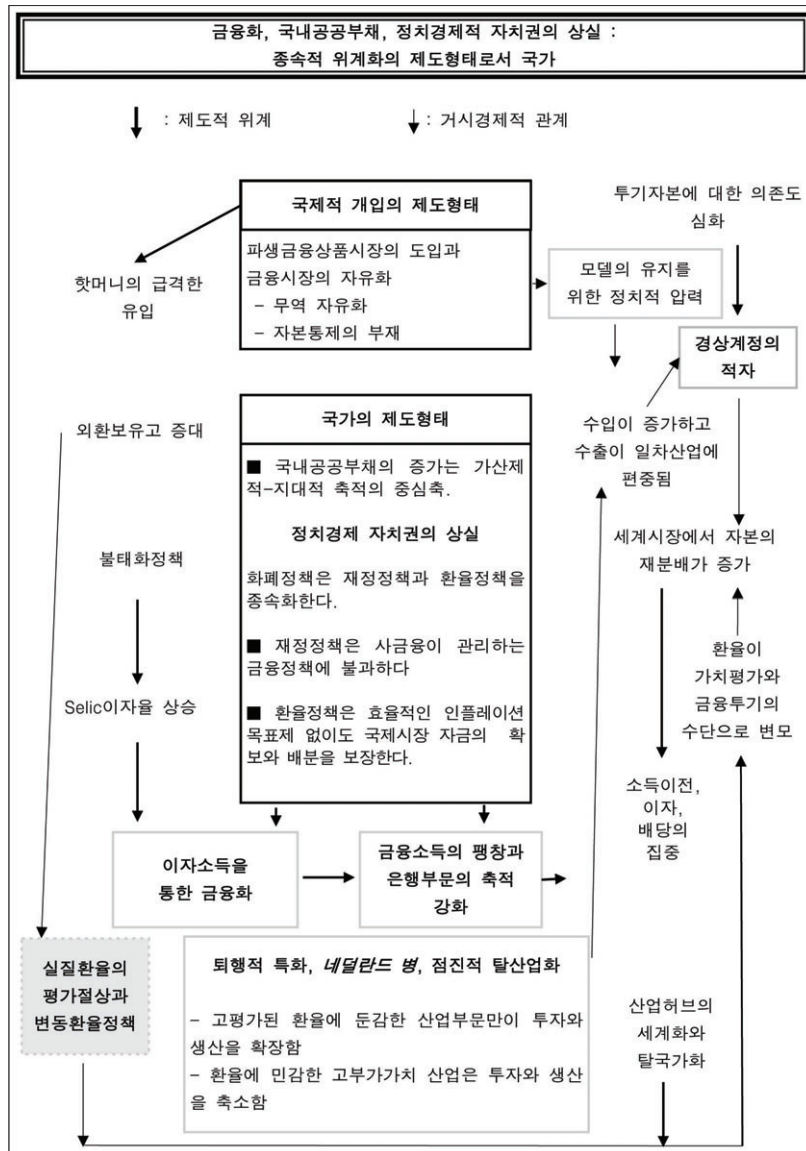 금융화, 국내공공부채, 정치경제적 자치권의 상실 :
종속적 위계화의 제도형태로서 국가
: 제도적 위계
: 거시경제적 관계
국제적 개입의 제도형태
파생금융상품시장의 도입과
금융시장의 자유화
– 무역 자유화
– 자본통제의 부재
핫머니의 급격한
유입
모델의 유지를
위한 정치적 압력
투기자본에 대한 의존도
심화
경상계정의
적자
외환보유고 증대
국가의 제도형태
■ 국내공공부채의 증가는 가산제
적–지대적 축적의 중심축.
정치경제 자치권의 상실
화폐정책은 재정정책과 환율정책을
종속화한다.
■ 재정정책은 사금융이 관리하는
금융정책에 불과하다
■ 환율정책은 효율적인 인플레이션
목표제 없이도 국제시장 자금의 확
보와 배분을 보장한다.
수입이 증가하고
수출이 일차산업에
편중됨
불태화정책
세계시장에서 자본의
재분배가 증가
Selic이자율 상승
환율이
가치평가와
금융투기의
수단으로 변모
소득이전,
이자,
배당의
집중
이자소득을
통한 금융화
금융소득의 팽창과
은행부문의 축적
강화
실질환율의
평가절상과
변동환율정책
퇴행적 특화, 네덜란드 병, 점진적 탈산업화
– 고평가된 환율에 둔감한 산업부문만이 투자와
생산을 확장함
– 환율에 민감한 고부가가치 산업은 투자와 생산
을 축소함
산업허브의
세계화와
탈국가화